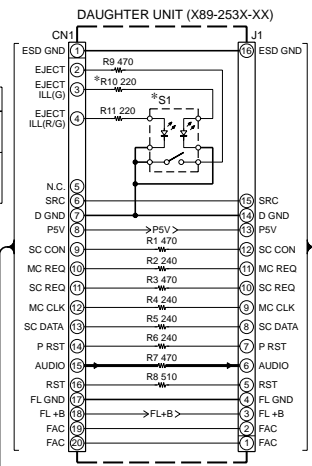 DAUGHTER UNIT (X89-253X-XX)
CN1 J1
ESD GND 1 16 ESD GND
EJECT 2 R9 470
EJECT ILL(G) 3 *R10 220
*S1
EJECT ILL(R/G) 4 R11 220
N.C. 5
SRC 6 15 SRC
D GND 7 14 D GND
P5V 8 P5V 13 P5V
SC CON 9 R1 470 12 SC CON
MC REQ 10 R2 240 11 MC REQ
SC REQ 11 R3 470 10 SC REQ
MC CLK 12 R4 240 9 MC CLK
SC DATA 13 R5 240 8 SC DATA
P RST 14 R6 240 7 P RST
AUDIO 15 R7 470 6 AUDIO
RST 16 R8 510 5 RST
FL GND 17 4 FL GND
FL +B 18 FL+B 3 FL +B
FAC 19 2 FAC
FAC 20 1 FAC